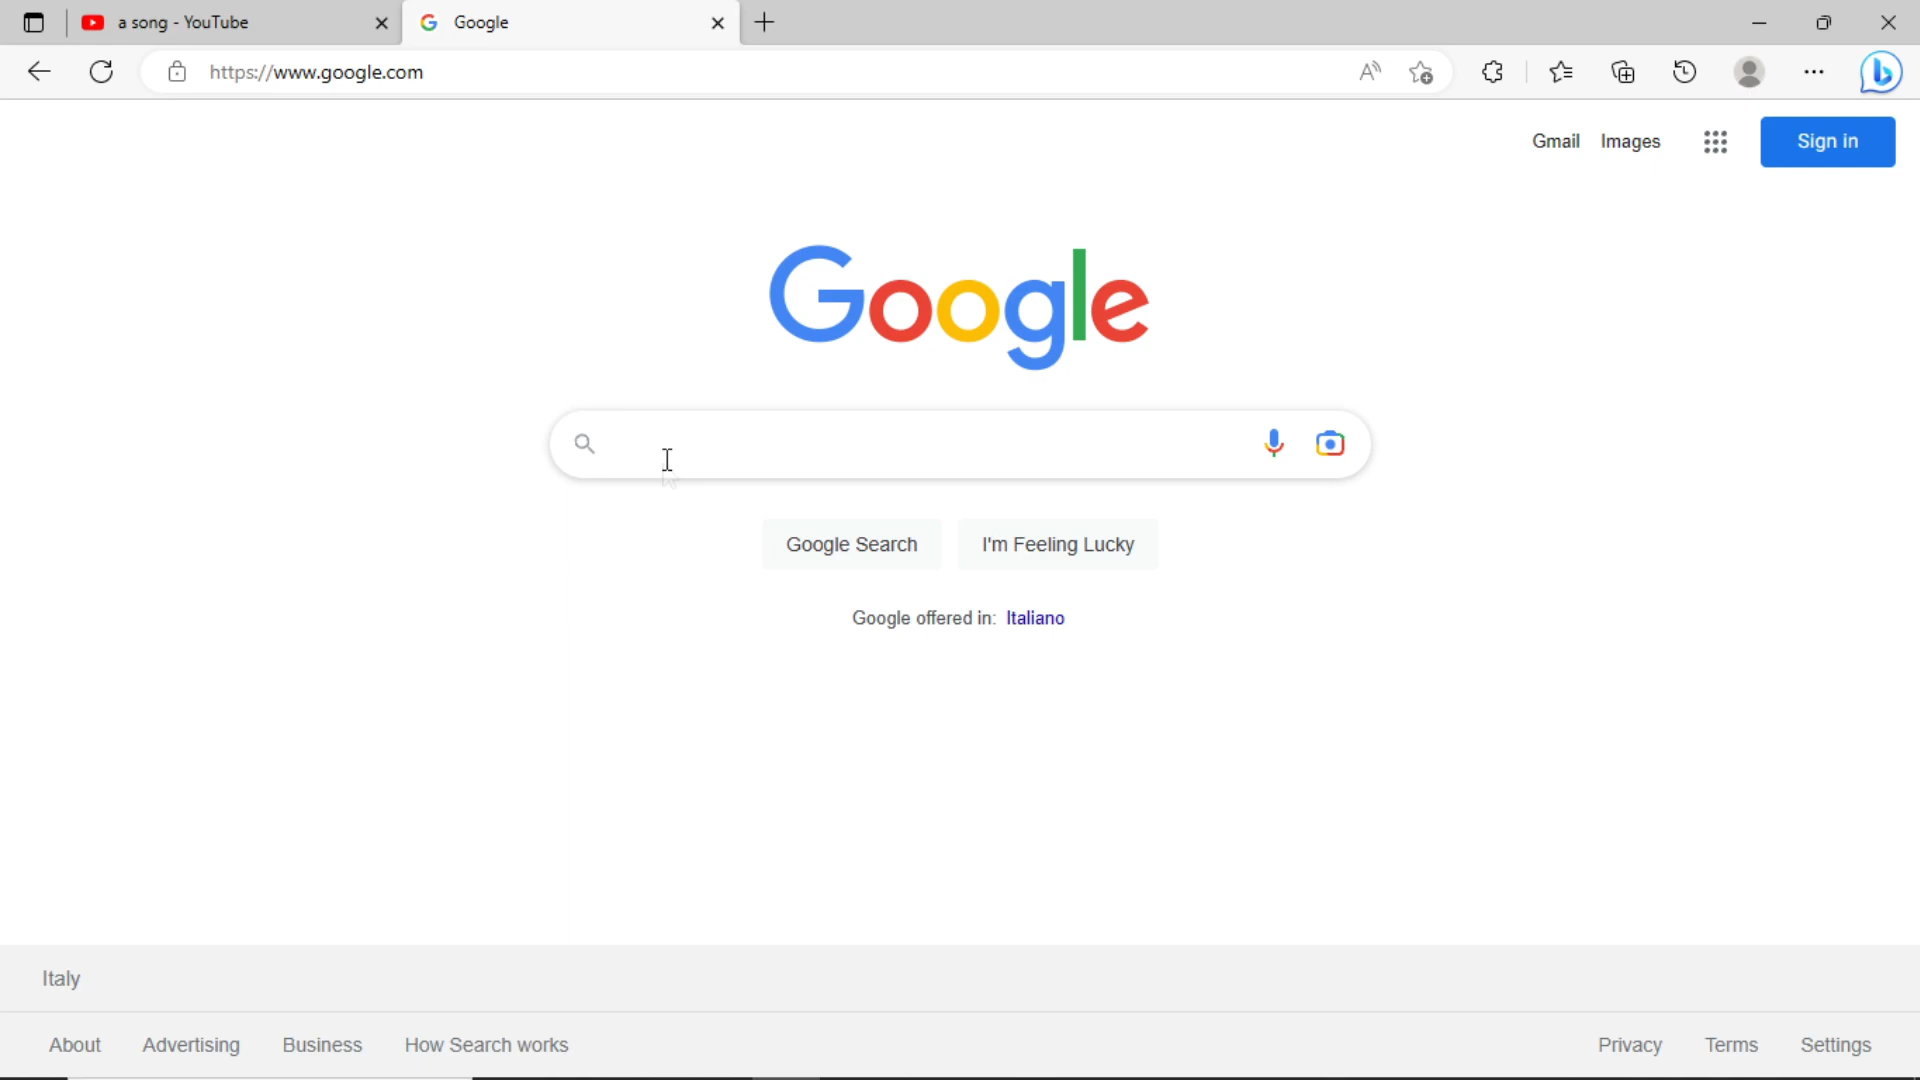 a song - YouTube
Google
https://www.google.com
Gmail Images Sign in
Google
Google Search I'm Feeling Lucky
Google offered in: Italiano
Italy
About Advertising Business How Search works Privacy Terms Settings